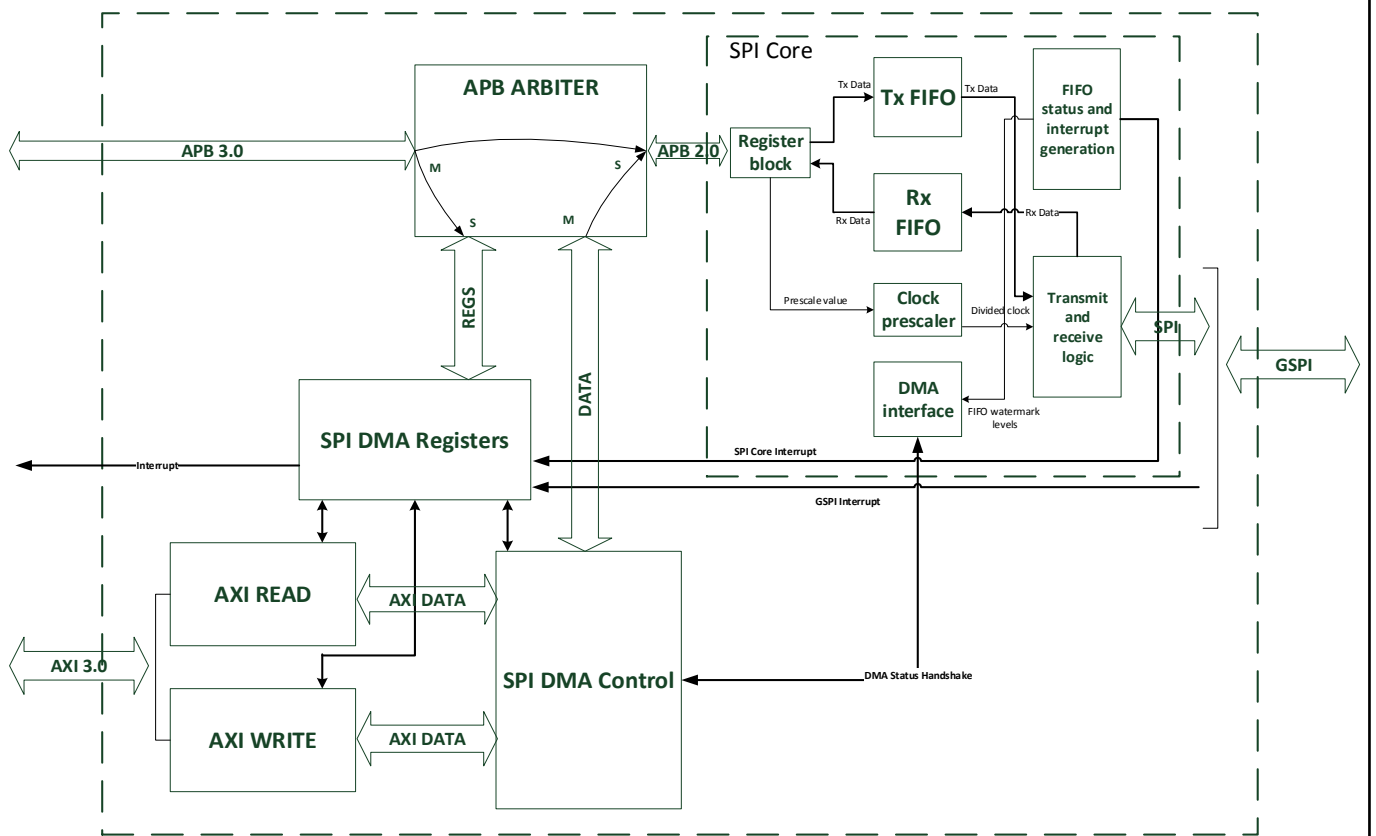 SPI Core
APB ARBITER
Tx Data
Tx FIFO
Tx Data
FIFO
status and
interrupt
generation
APB 3.0
M
S
S
M
APB 2.0
Register
block
Rx
FIFO
Rx Data
Rx Data
REGS
DATA
Prescale value
Clock
prescaler
Divided clock
Transmit
and
receive
logic
SPI
GSPI
DMA
interface
FIFO watermark
levels
SPI DMA Registers
Interrupt
SPI Core Interrupt
GSPI Interrupt
AXI READ
AXI DATA
AXI 3.0
SPI DMA Control
DMA Status Handshake
AXI WRITE
AXI DATA